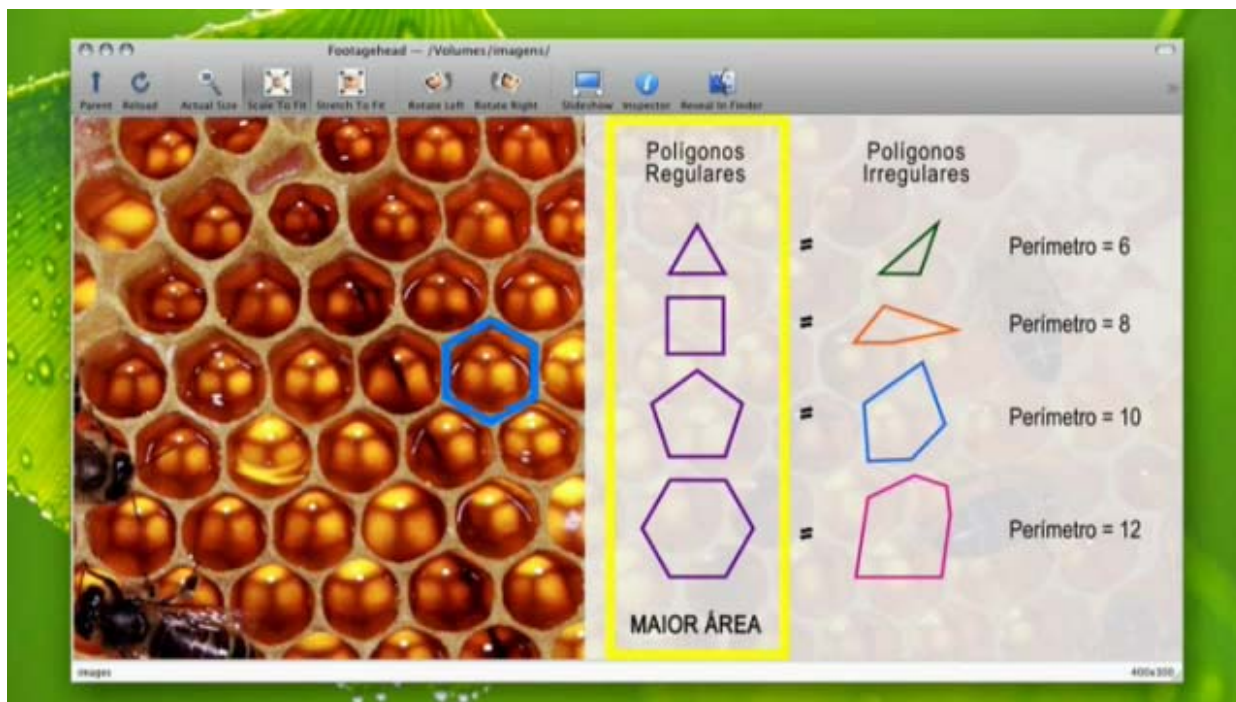 Footagehead — /Volumes/imagens/
Parent Reload Actual Size Scale To Fit Stretch To Fit Rotate Left Rotate Right Slideshow Inspector Reveal In Finder
Polígonos
Regulares
Polígonos
Irregulares
= Perímetro = 6
= Perímetro = 8
= Perímetro = 10
= Perímetro = 12
MAIOR ÁREA
images 400x300